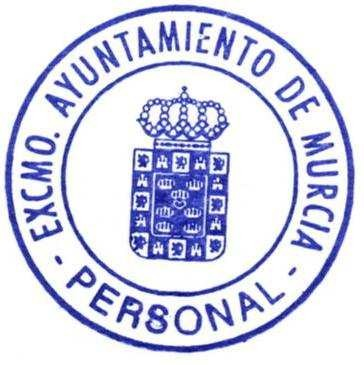 EXCMO. AYUNTAMIENTO DE MURCIA
- PERSONAL -